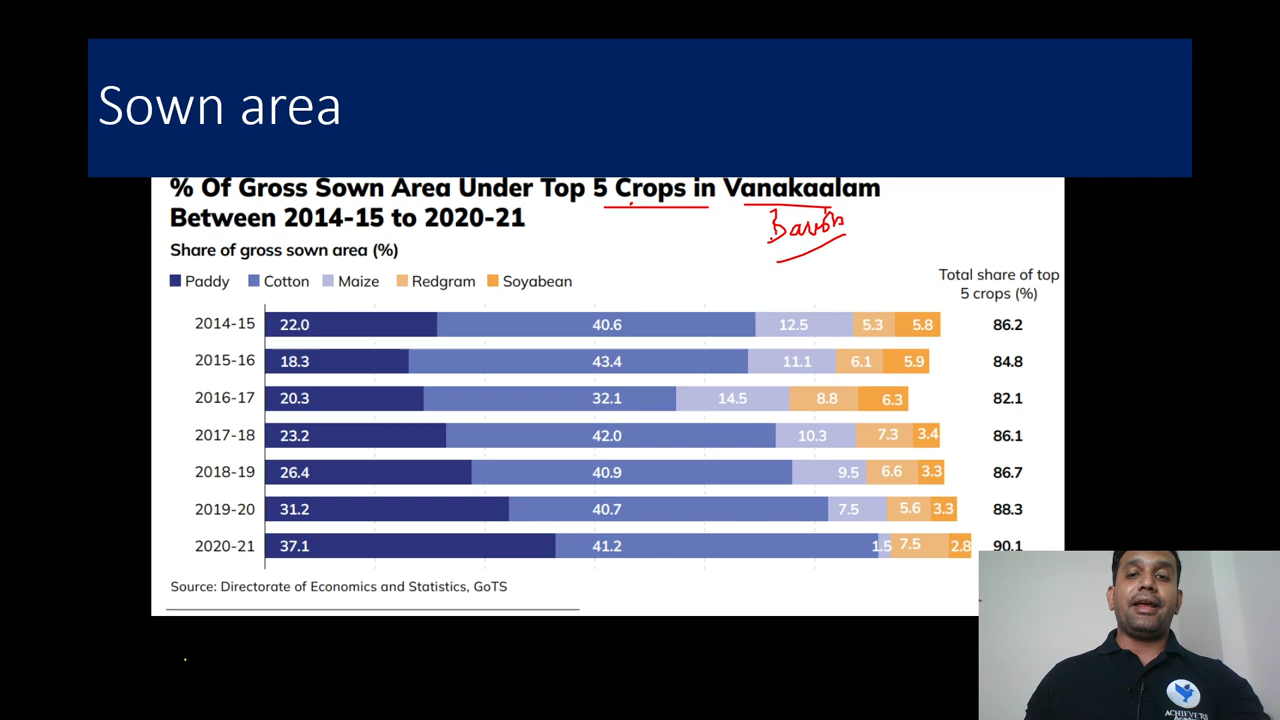 Sown area
% Of Gross Sown Area Under Top 5 Crops in Vanakaalam
Between 2014-15 to 2020-21
Share of gross sown area (%)
Paddy Cotton Maize Redgram Soyabean
Total share of top
5 crops (%)
2014-15 22.0 40.6 12.5 5.3 5.8 86.2
2015-16 18.3 43.4 11.1 6.1 5.9 84.8
2016-17 20.3 32.1 14.5 8.8 6.3 82.1
2017-18 23.2 42.0 10.3 7.3 3.4 86.1
2018-19 26.4 40.9 9.5 6.6 3.3 86.7
2019-20 31.2 40.7 7.5 5.6 3.3 88.3
2020-21 37.1 41.2 1.5 7.5 2.8 90.1
Source: Directorate of Economics and Statistics, GoTS
ACHIEVERS